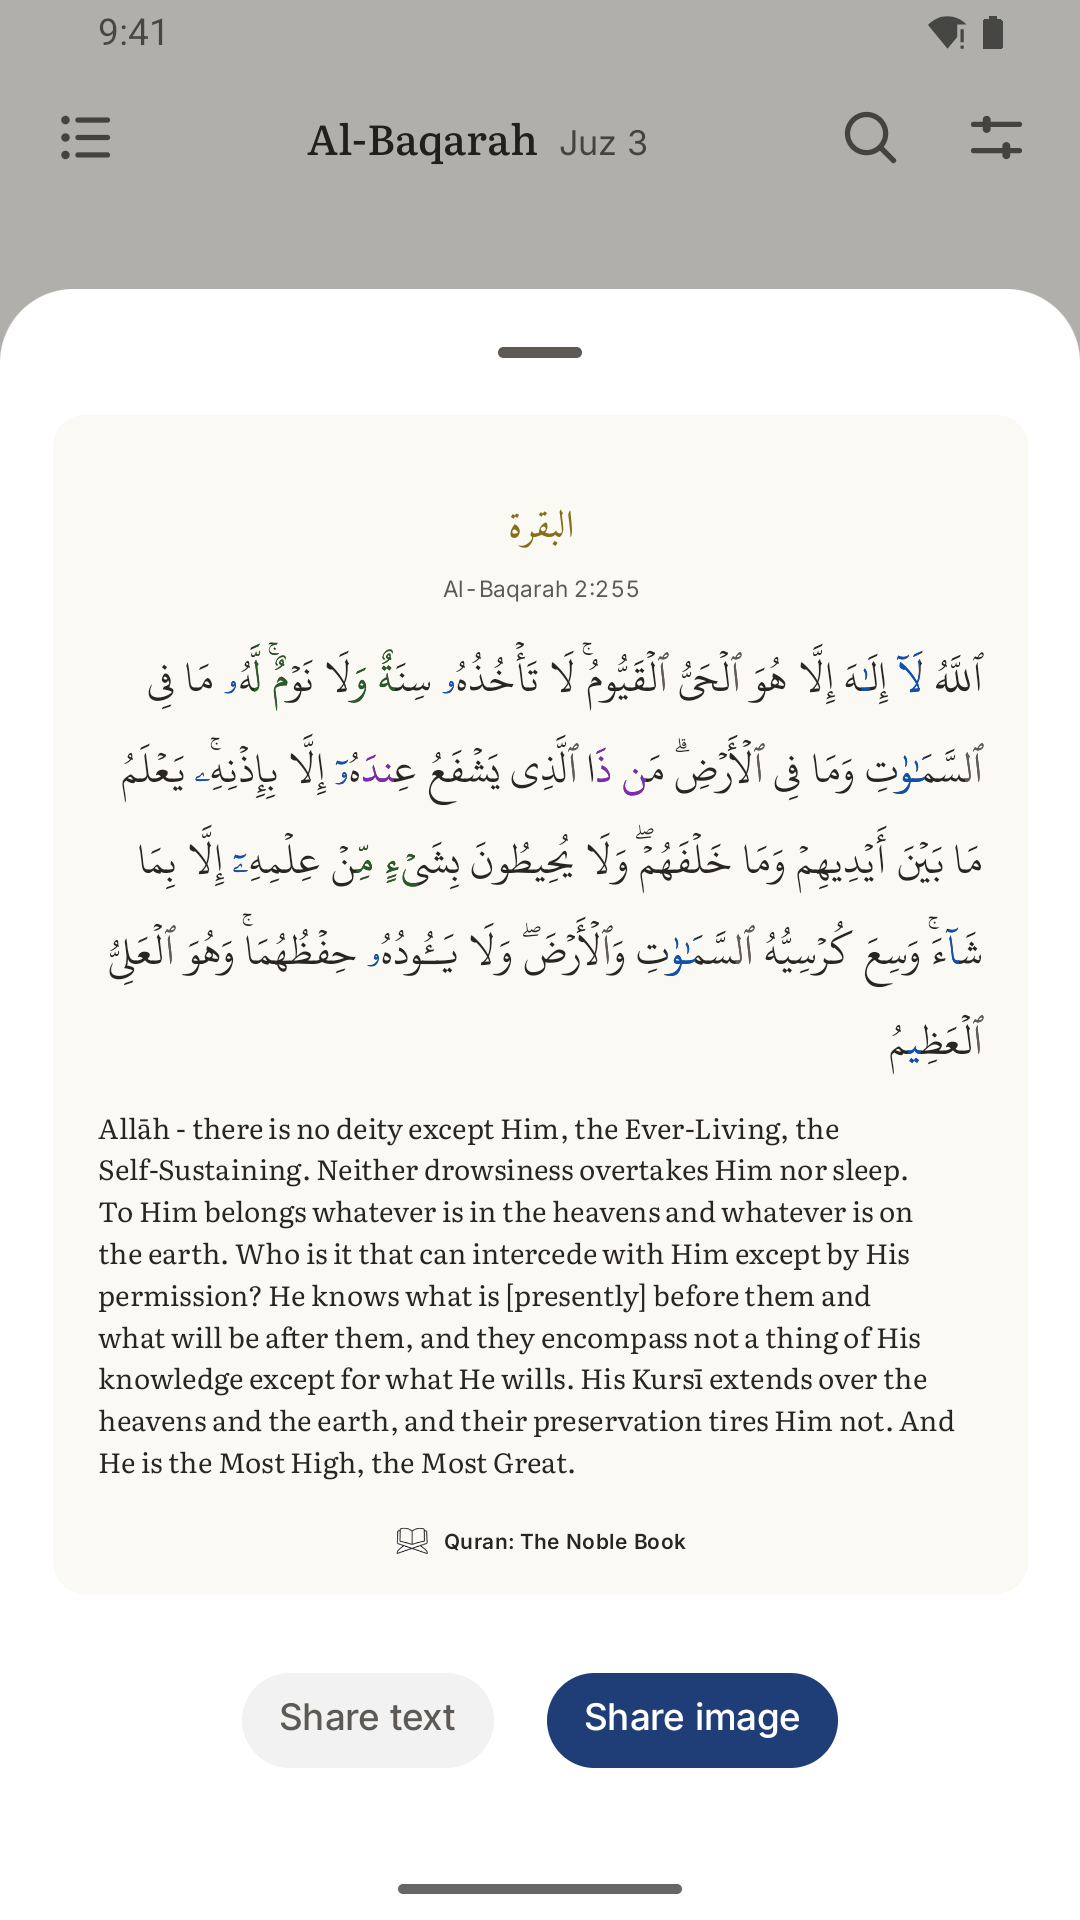 9:41
Al-Baqarah Juz 3
البقرة
Al-Baqarah 2:255
ٱللَّهُ لَآ إِلَـٰهَ إِلَّا هُوَ ٱلْحَىُّ ٱلْقَيُّومُ ۚ لَا تَأْخُذُهُۥ سِنَةٌ وَلَا نَوْمٌ ۚ لَّهُۥ مَا فِى
ٱلسَّمَـٰوَٰتِ وَمَا فِى ٱلْأَرْضِ ۗ مَن ذَا ٱلَّذِى يَشْفَعُ عِندَهُۥٓ إِلَّا بِإِذْنِهِۦ ۚ يَعْلَمُ
مَا بَيْنَ أَيْدِيهِمْ وَمَا خَلْفَهُمْ ۖ وَلَا يُحِيطُونَ بِشَىْءٍ مِّنْ عِلْمِهِۦٓ إِلَّا بِمَا
شَآءَ ۚ وَسِعَ كُرْسِيُّهُ ٱلسَّمَـٰوَٰتِ وَٱلْأَرْضَ ۖ وَلَا يَـُٔودُهُۥ حِفْظُهُمَا ۚ وَهُوَ ٱلْعَلِىُّ
ٱلْعَظِيمُ
Allāh - there is no deity except Him, the Ever-Living, the
Self-Sustaining. Neither drowsiness overtakes Him nor sleep.
To Him belongs whatever is in the heavens and whatever is on
the earth. Who is it that can intercede with Him except by His
permission? He knows what is [presently] before them and
what will be after them, and they encompass not a thing of His
knowledge except for what He wills. His Kursī extends over the
heavens and the earth, and their preservation tires Him not. And
He is the Most High, the Most Great.
Quran: The Noble Book
Share text
Share image